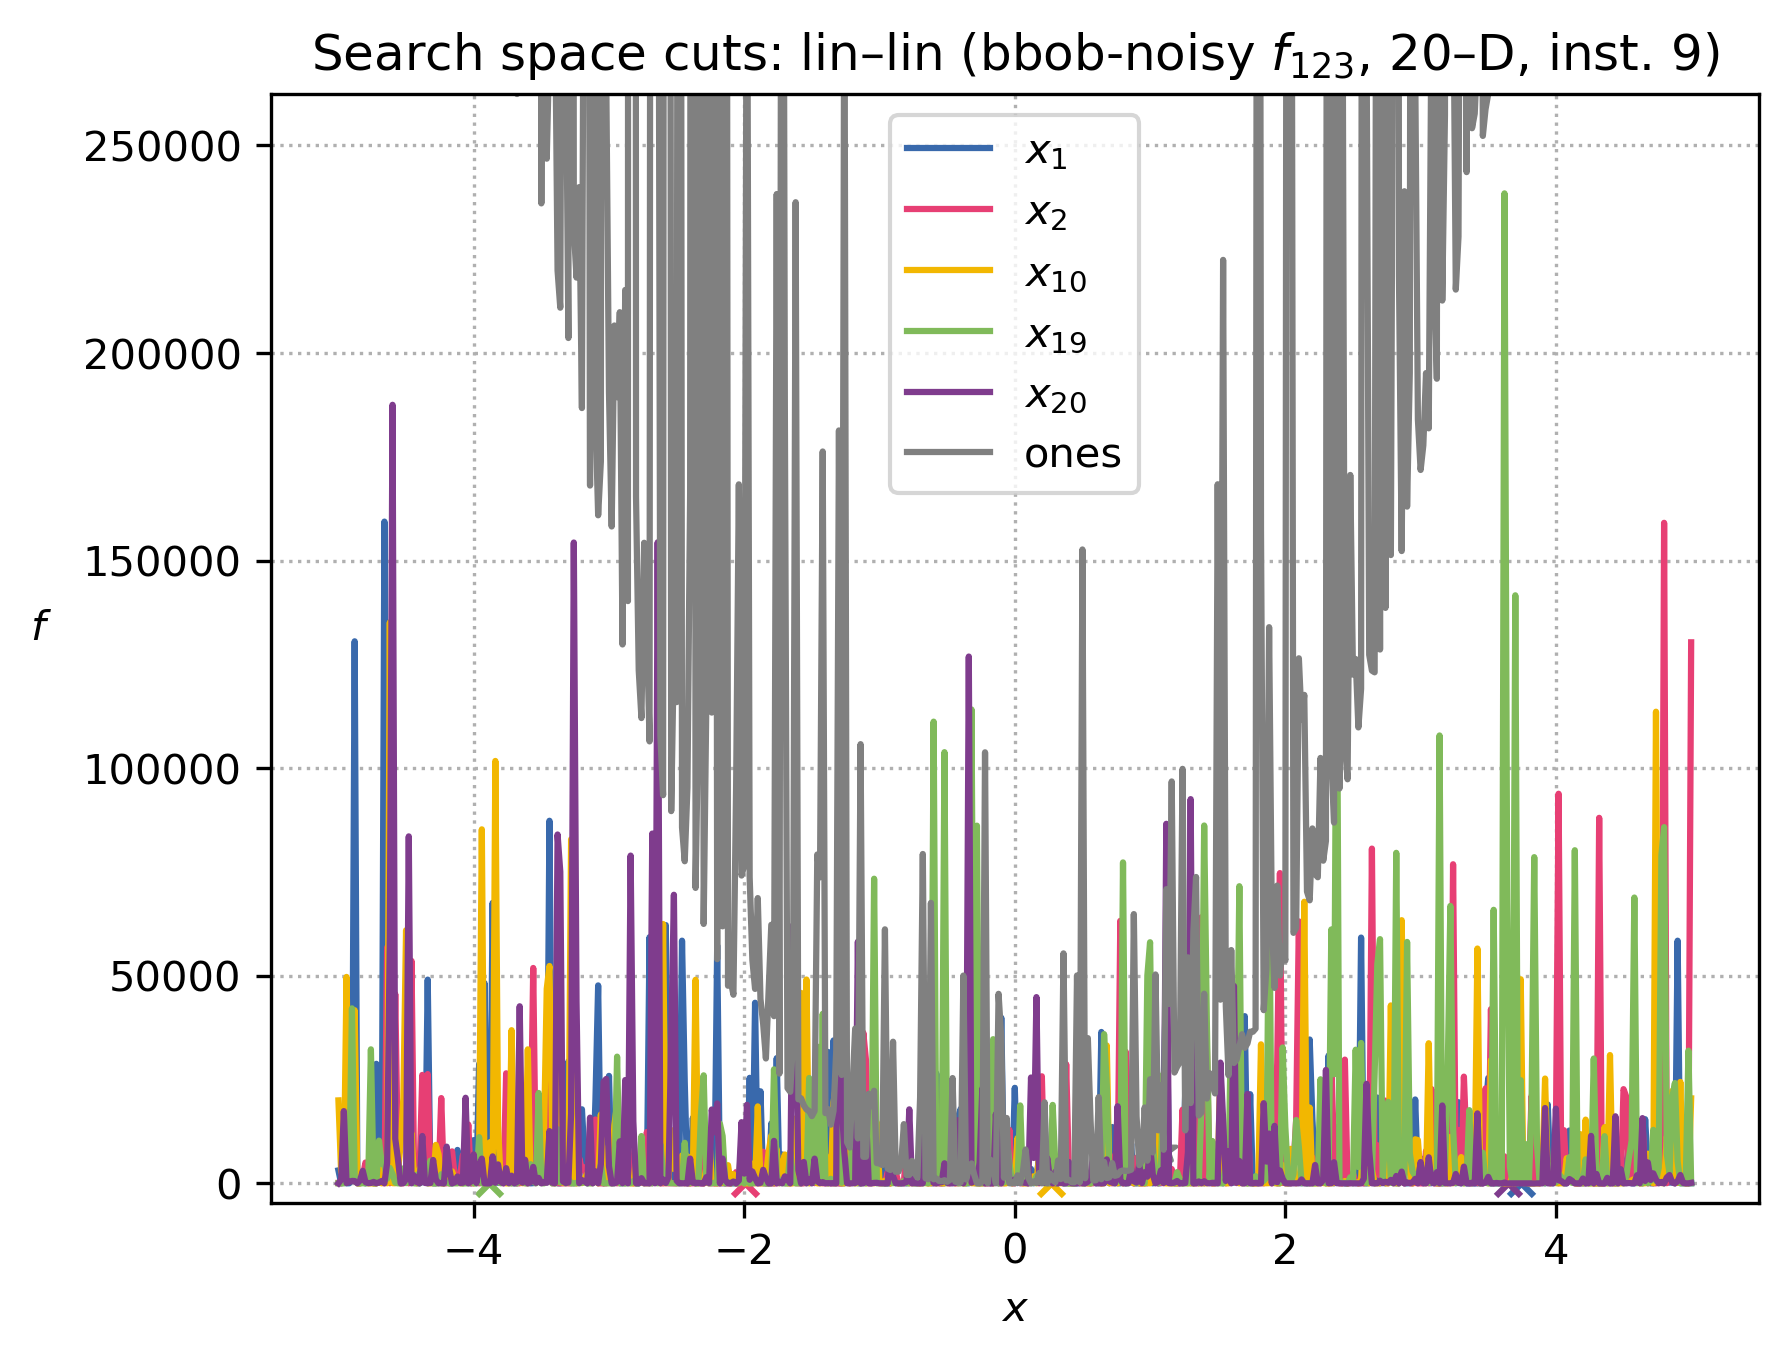 Search space cuts: lin–lin (bbob-noisy f₁₂₃, 20–D, inst. 9)
250000
200000
150000
100000
50000
0
f
x₁
x₂
x₁₀
x₁₉
x₂₀
ones
−4 −2 0 2 4
x